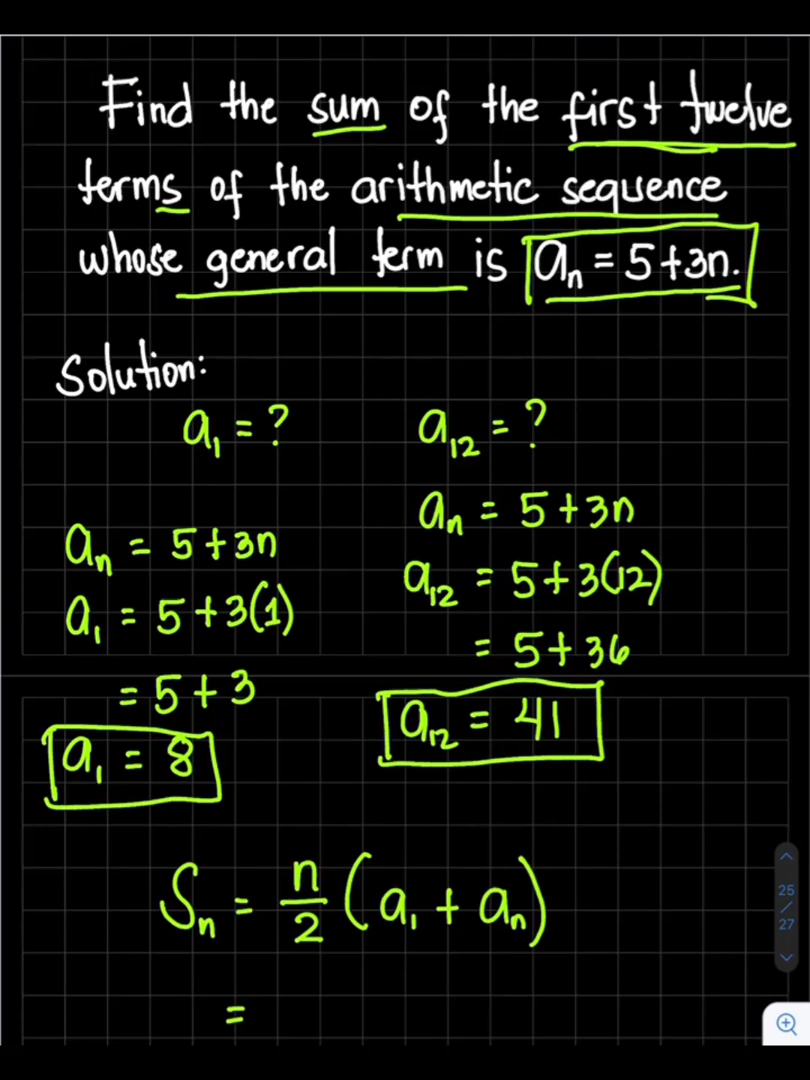 Find the sum of the first twelve
terms of the arithmetic sequence
whose general term is aₙ = 5+3n.
Solution:
a₁ = ?
aₙ = 5+3n
a₁ = 5+3(1)
= 5+3
a₁ = 8
a₁₂ = ?
aₙ = 5+3n
a₁₂ = 5+3(12)
= 5+36
a₁₂ = 41
Sₙ = n/2 (a₁ + aₙ)
=
25
/
27